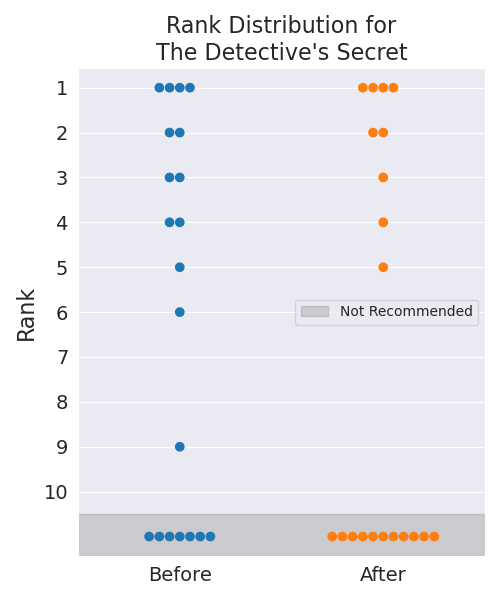 Rank Distribution for
The Detective's Secret
Rank
1
2
3
4
5
6
7
8
9
10
Not Recommended
Before
After